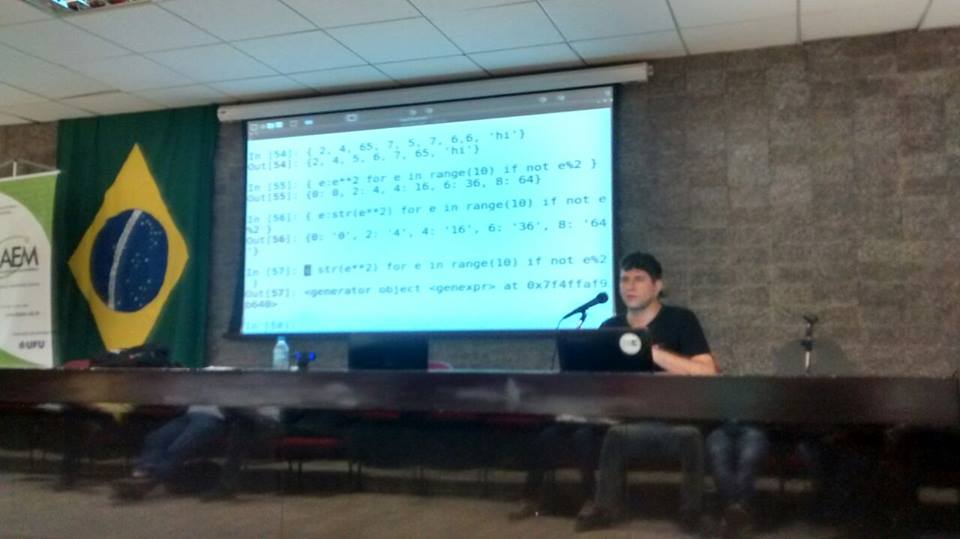 In [54]: { 2, 4, 65, 7, 5, 7, 6,6, 'hi'}
Out[54]: {2, 4, 5, 6, 7, 65, 'hi'}
In [55]: { e:e**2 for e in range(10) if not e%2 }
Out[55]: {0: 0, 2: 4, 4: 16, 6: 36, 8: 64}
In [56]: { e:str(e**2) for e in range(10) if not e
%2 }
Out[56]: {0: '0', 2: '4', 4: '16', 6: '36', 8: '64
'}
In [57]: ( str(e**2) for e in range(10) if not e%2
)
Out[57]: <generator object <genexpr> at 0x7f4ffaf9
b640>
In [58]:
AEM
UFU